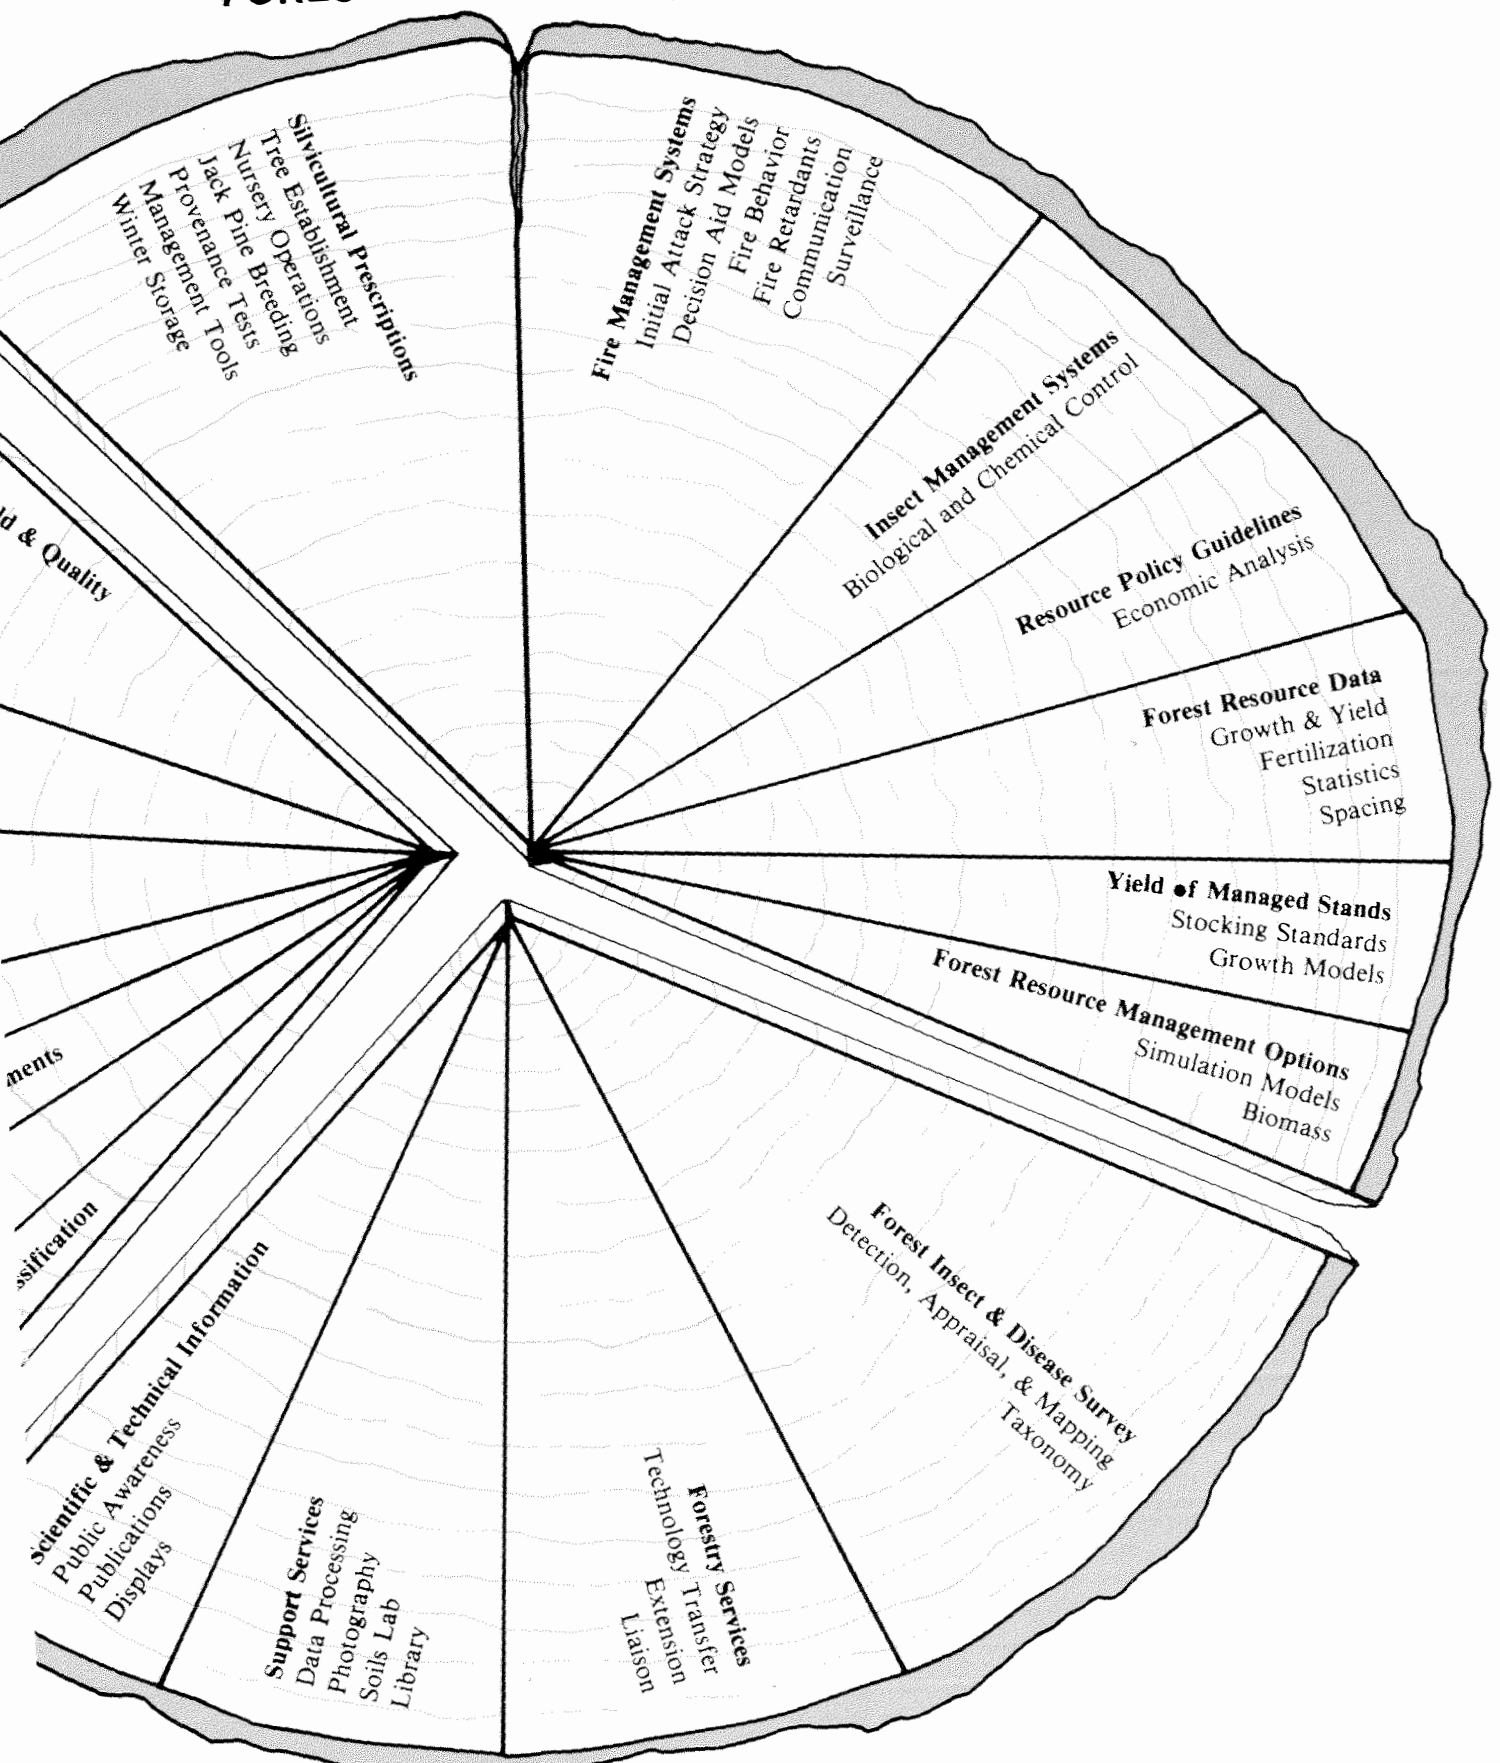 Silvicultural Prescriptions
Tree Establishment
Nursery Operations
Jack Pine Breeding
Provenance Tests
Management Tools
Winter Storage
Fire Management Systems
Initial Attack Strategy
Decision Aid Models
Fire Behavior
Fire Retardants
Communication
Surveillance
Insect Management Systems
Biological and Chemical Control
Resource Policy Guidelines
Economic Analysis
Forest Resource Data
Growth & Yield
Fertilization
Statistics
Spacing
Yield of Managed Stands
Stocking Standards
Growth Models
Forest Resource Management Options
Simulation Models
Biomass
Forest Insect & Disease Survey
Detection, Appraisal, & Mapping
Taxonomy
Forestry Services
Technology Transfer
Extension
Liaison
Support Services
Data Processing
Photography
Soils Lab
Library
Scientific & Technical Information
Public Awareness
Publications
Displays
& Quality